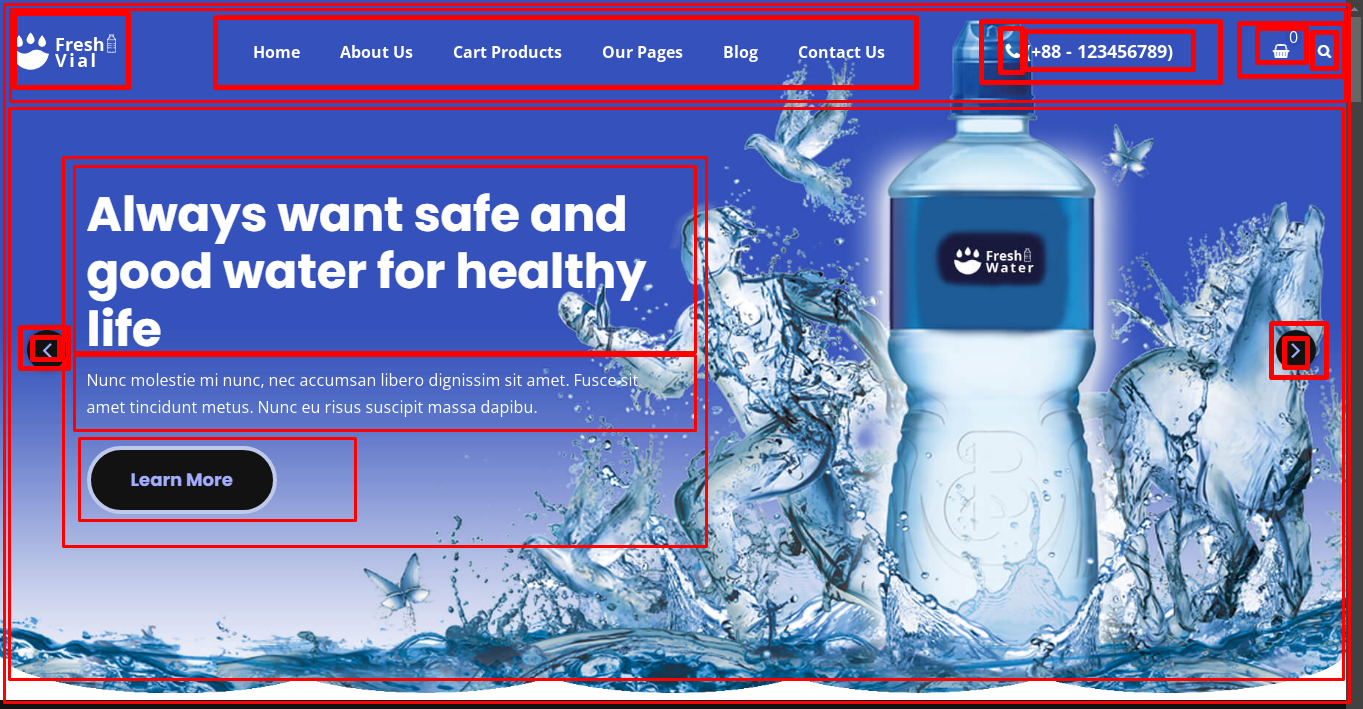 Fresh
Vial
Home
About Us
Cart Products
Our Pages
Blog
Contact Us
(+88 - 123456789)
0
Always want safe and
good water for healthy
life
Fresh
Water
Nunc molestie mi nunc, nec accumsan libero dignissim sit amet. Fusce sit
amet tincidunt metus. Nunc eu risus suscipit massa dapibu.
Learn More